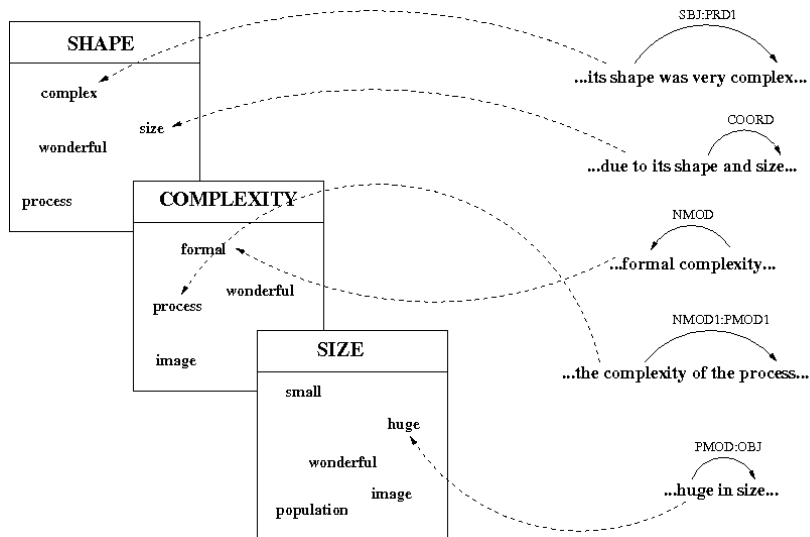 SHAPE
complex
size
wonderful
process
COMPLEXITY
formal
wonderful
process
image
SIZE
small
huge
wonderful
image
population
SBJ:PRD1
...its shape was very complex...
COORD
...due to its shape and size...
NMOD
...formal complexity...
NMOD1:PMOD1
...the complexity of the process...
PMOD:OBJ
...huge in size...